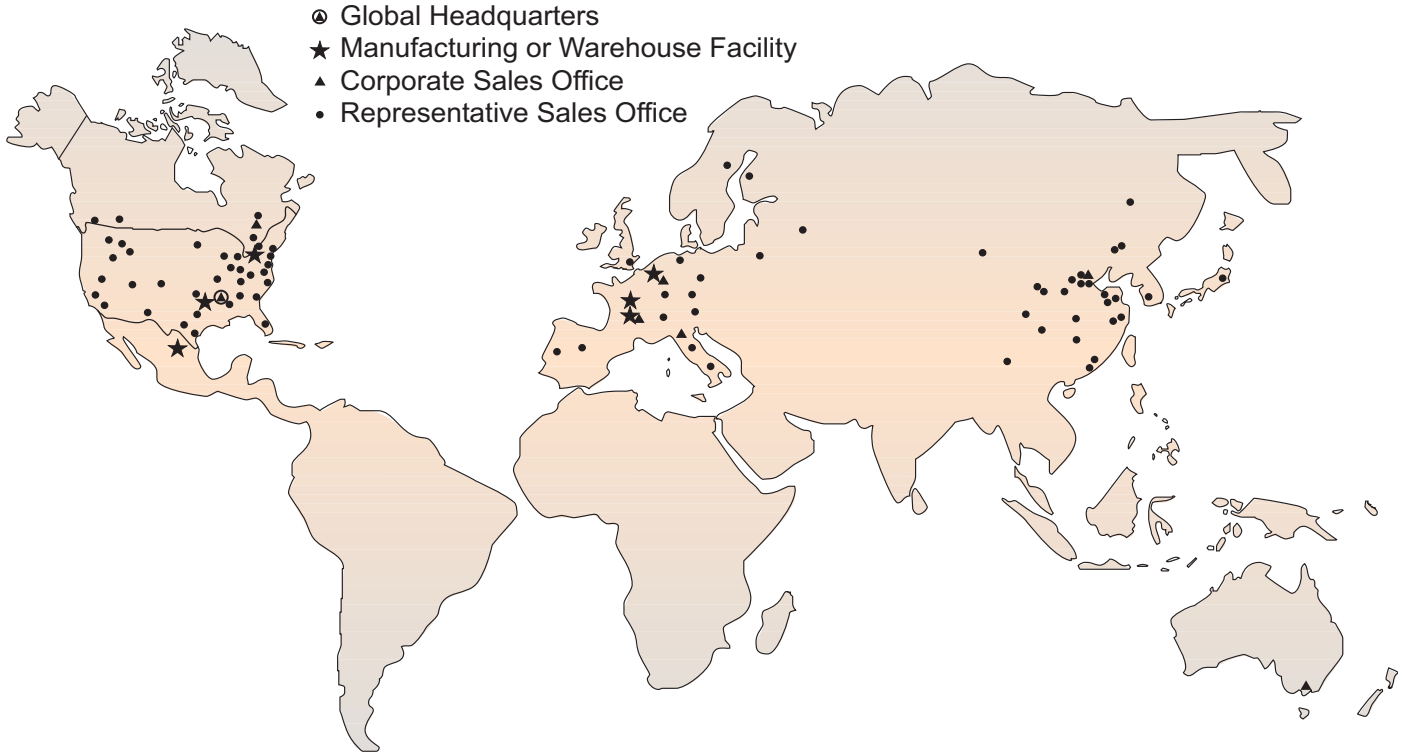 Global Headquarters
Manufacturing or Warehouse Facility
Corporate Sales Office
Representative Sales Office